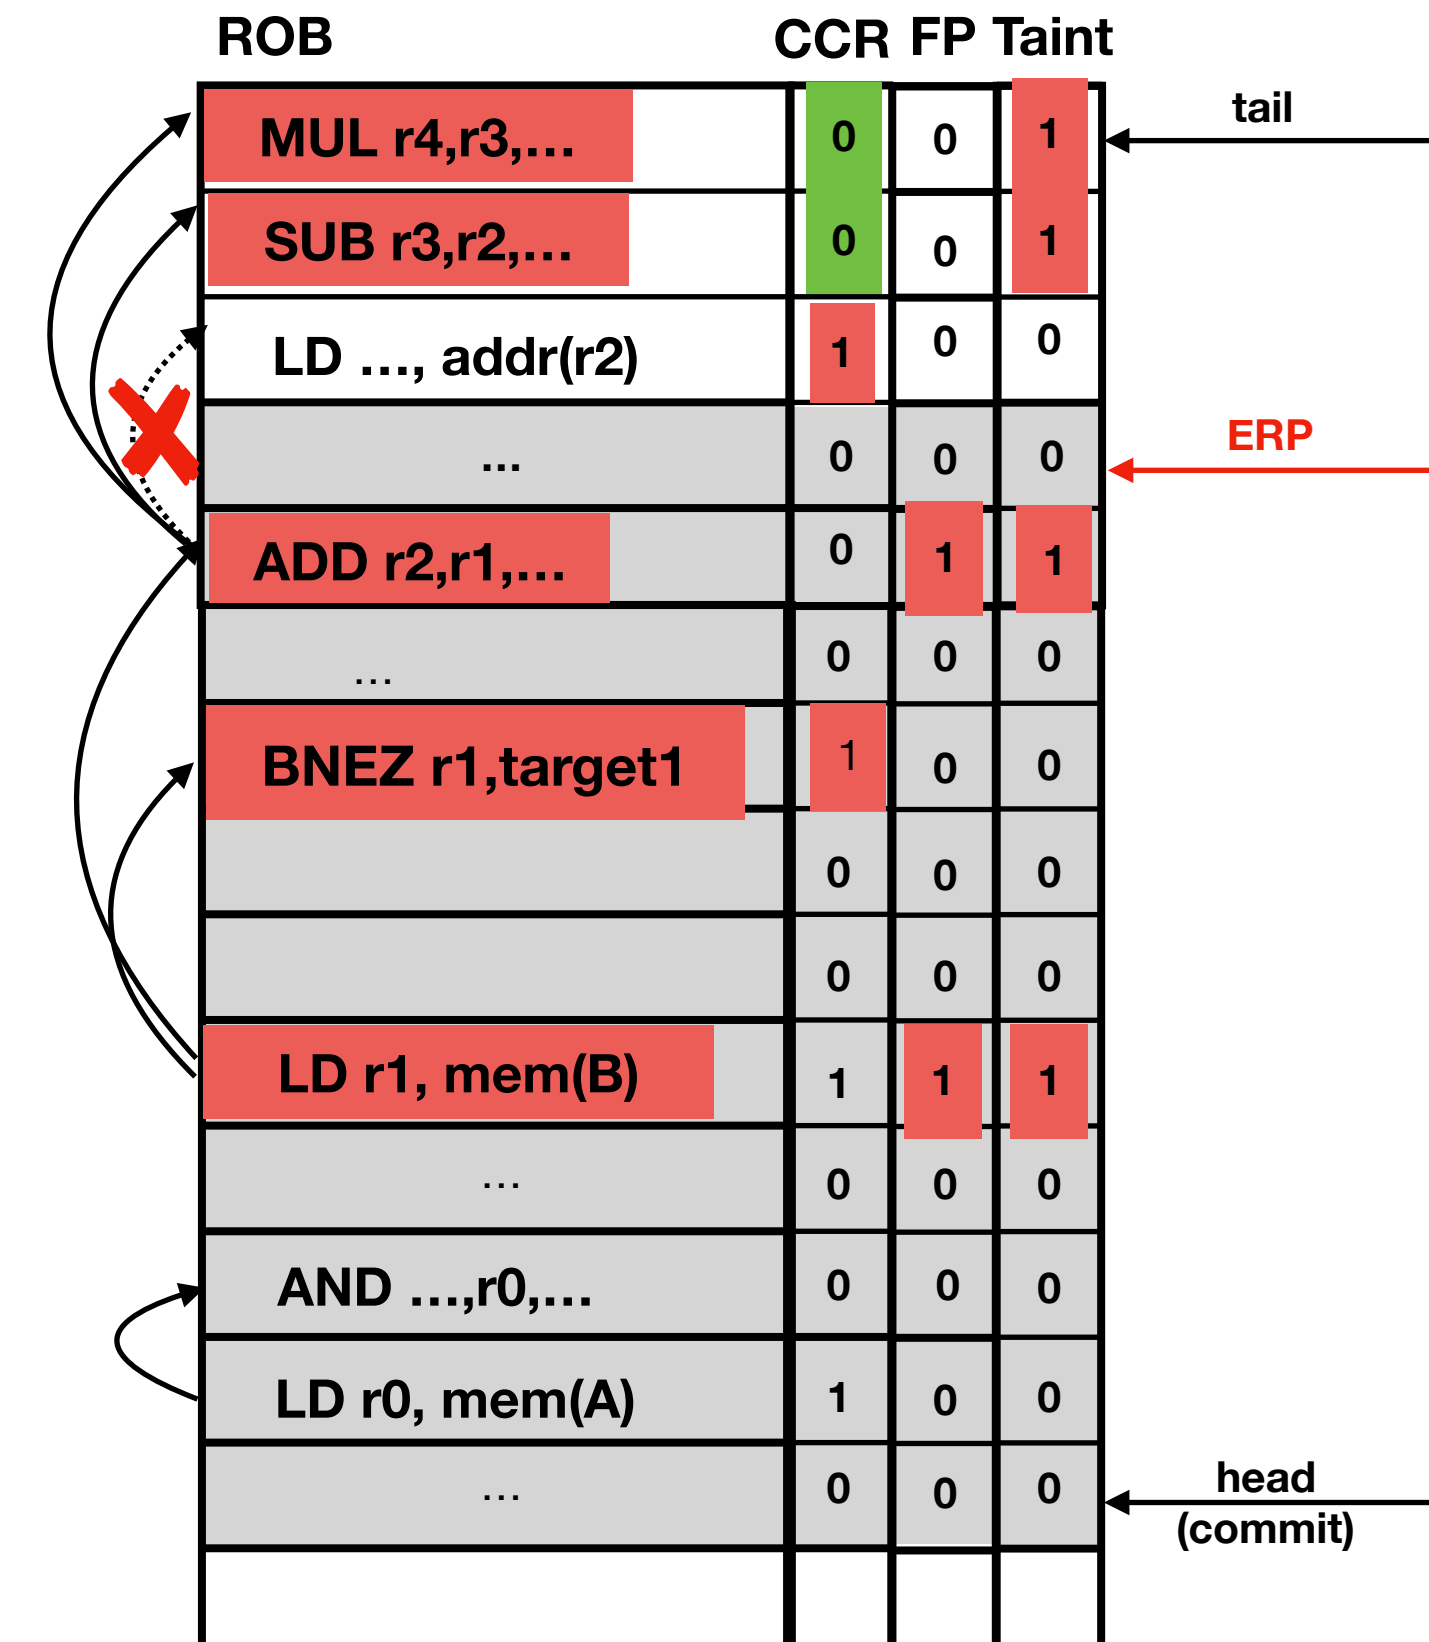 ROB CCR FP Taint
MUL r4,r3,... 0 0 1 tail
SUB r3,r2,... 0 0 1
LD ..., addr(r2) 1 0 0
... 0 0 0 ERP
ADD r2,r1,... 0 1 1
... 0 0 0
BNEZ r1,target1 1 0 0
0 0 0
0 0 0
LD r1, mem(B) 1 1 1
... 0 0 0
AND ...,r0,... 0 0 0
LD r0, mem(A) 1 0 0
... 0 0 0 head
(commit)